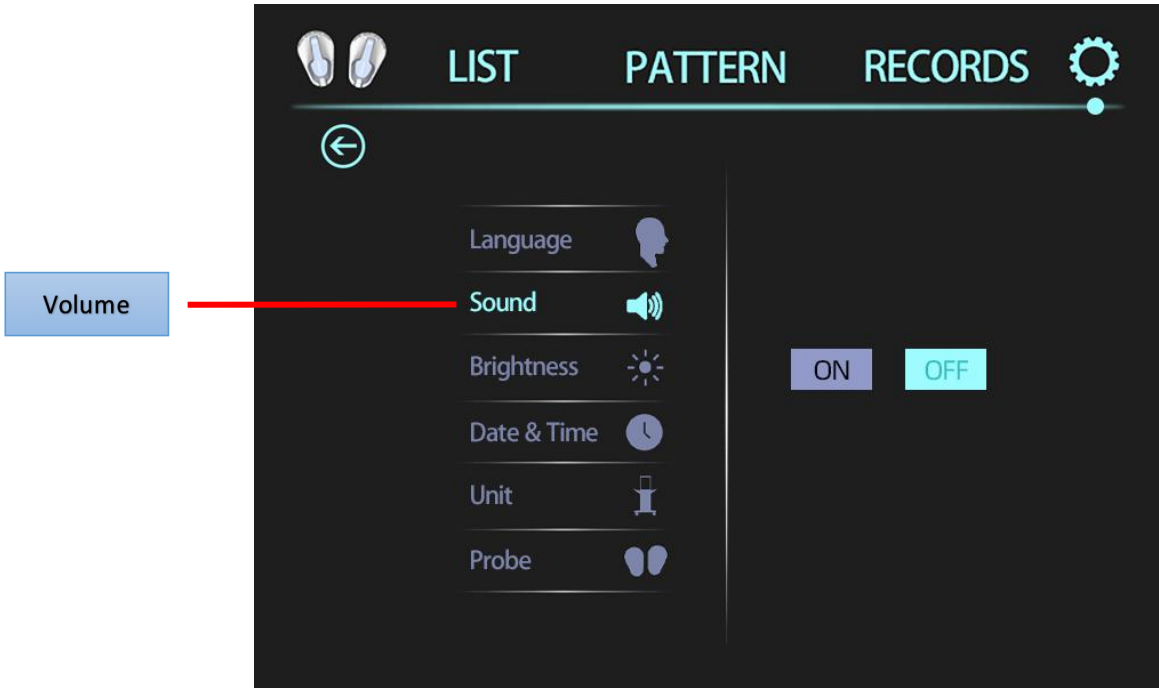 LIST PATTERN RECORDS
Language
Volume
Sound
Brightness
ON OFF
Date & Time
Unit
Probe